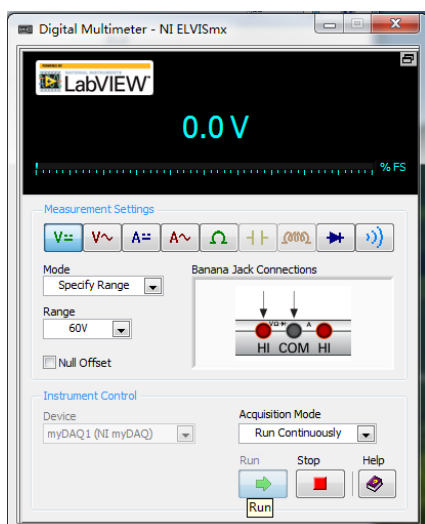 Digital Multimeter - NI ELVISmx
LabVIEW
0.0 V
% FS
Measurement Settings
V V A A Ω
Mode
Banana Jack Connections
Specify Range
Range
60V
VΩ A
HI COM HI
Null Offset
Instrument Control
Device
Acquisition Mode
myDAQ1 (NI myDAQ)
Run Continuously
Run Stop Help
Run